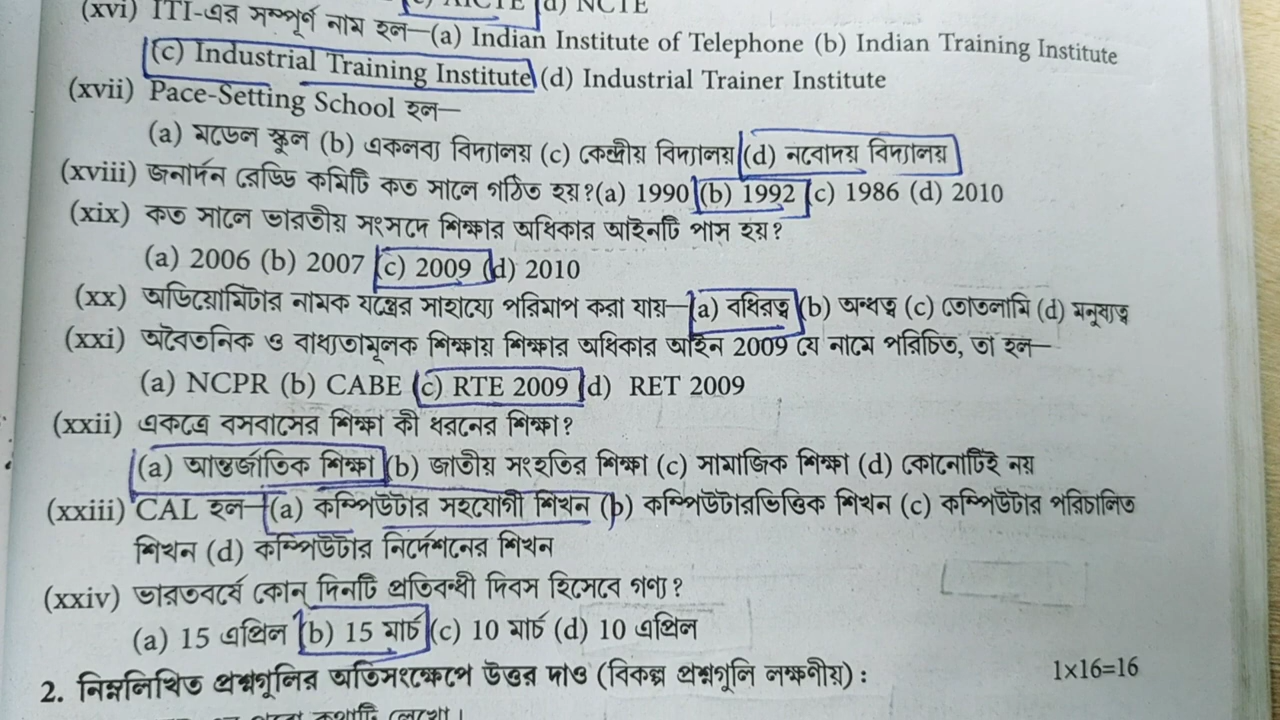 (c) AICTE (d) NCTE
(xvi) ITI-এর সম্পূর্ণ নাম হল—(a) Indian Institute of Telephone (b) Indian Training Institute
(c) Industrial Training Institute (d) Industrial Trainer Institute
(xvii) Pace-Setting School হল—
(a) মডেল স্কুল (b) একলব্য বিদ্যালয় (c) কেন্দ্রীয় বিদ্যালয় (d) নবোদয় বিদ্যালয়
(xviii) জনার্দন রেড্ডি কমিটি কত সালে গঠিত হয়? (a) 1990 (b) 1992 (c) 1986 (d) 2010
(xix) কত সালে ভারতীয় সংসদে শিক্ষার অধিকার আইনটি পাস হয়?
(a) 2006 (b) 2007 (c) 2009 (d) 2010
(xx) অডিয়োমিটার নামক যন্ত্রের সাহায্যে পরিমাপ করা যায়—(a) বধিরত্ব (b) অন্ধত্ব (c) তোতলামি (d) মনুষ্যত্ব
(xxi) অবৈতনিক ও বাধ্যতামূলক শিক্ষায় শিক্ষার অধিকার আইন 2009 যে নামে পরিচিত, তা হল—
(a) NCPR (b) CABE (c) RTE 2009 (d) RET 2009
(xxii) একত্রে বসবাসের শিক্ষা কী ধরনের শিক্ষা?
(a) আন্তর্জাতিক শিক্ষা (b) জাতীয় সংহতির শিক্ষা (c) সামাজিক শিক্ষা (d) কোনোটিই নয়
(xxiii) CAL হল—(a) কম্পিউটার সহযোগী শিখন (b) কম্পিউটারভিত্তিক শিখন (c) কম্পিউটার পরিচালিত
শিখন (d) কম্পিউটার নির্দেশনের শিখন
(xxiv) ভারতবর্ষে কোন্ দিনটি প্রতিবন্ধী দিবস হিসেবে গণ্য?
(a) 15 এপ্রিল (b) 15 মার্চ (c) 10 মার্চ (d) 10 এপ্রিল
2. নিম্নলিখিত প্রশ্নগুলির অতিসংক্ষেপে উত্তর দাও (বিকল্প প্রশ্নগুলি লক্ষণীয়) : 1×16=16
কথাটি লেখো।